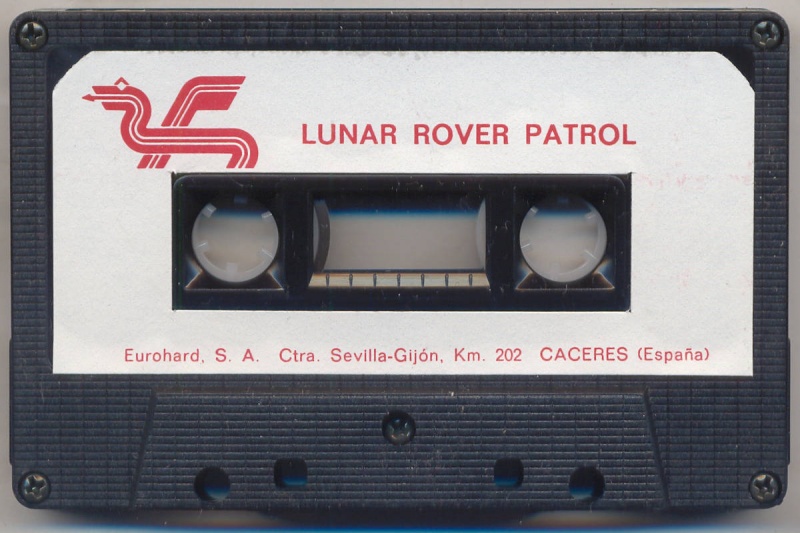 LUNAR ROVER PATROL
Eurohard, S. A. Ctra. Sevilla-Gijón, Km. 202 CACERES (España)